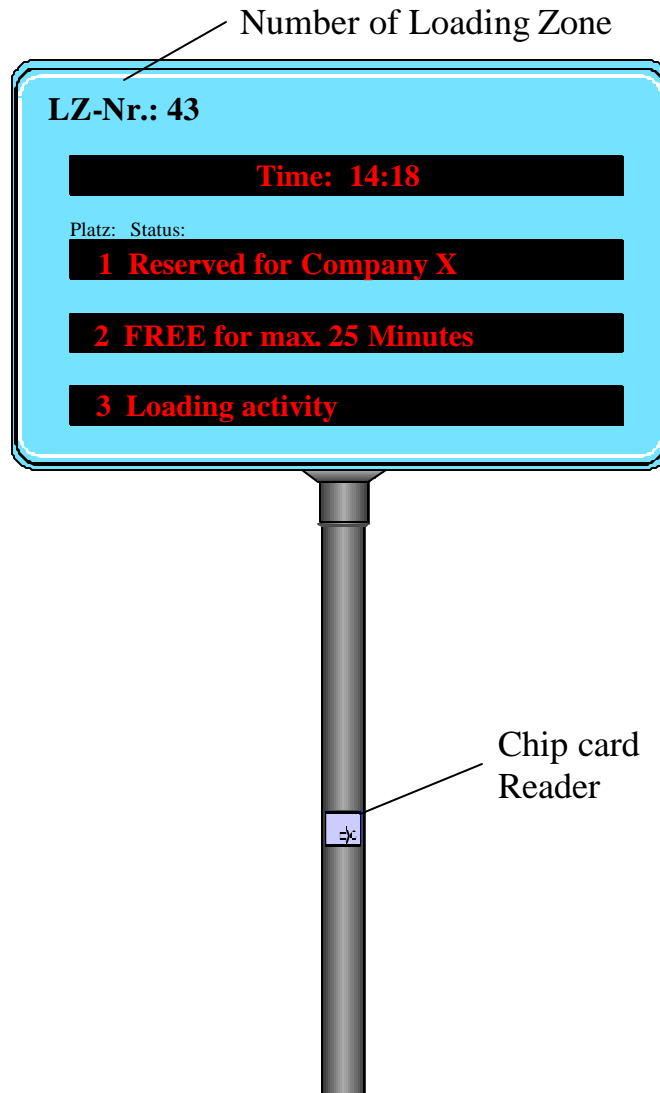 Number of Loading Zone
LZ-Nr.: 43
Time: 14:18
Platz: Status:
1 Reserved for Company X
2 FREE for max. 25 Minutes
3 Loading activity
Chip card
Reader